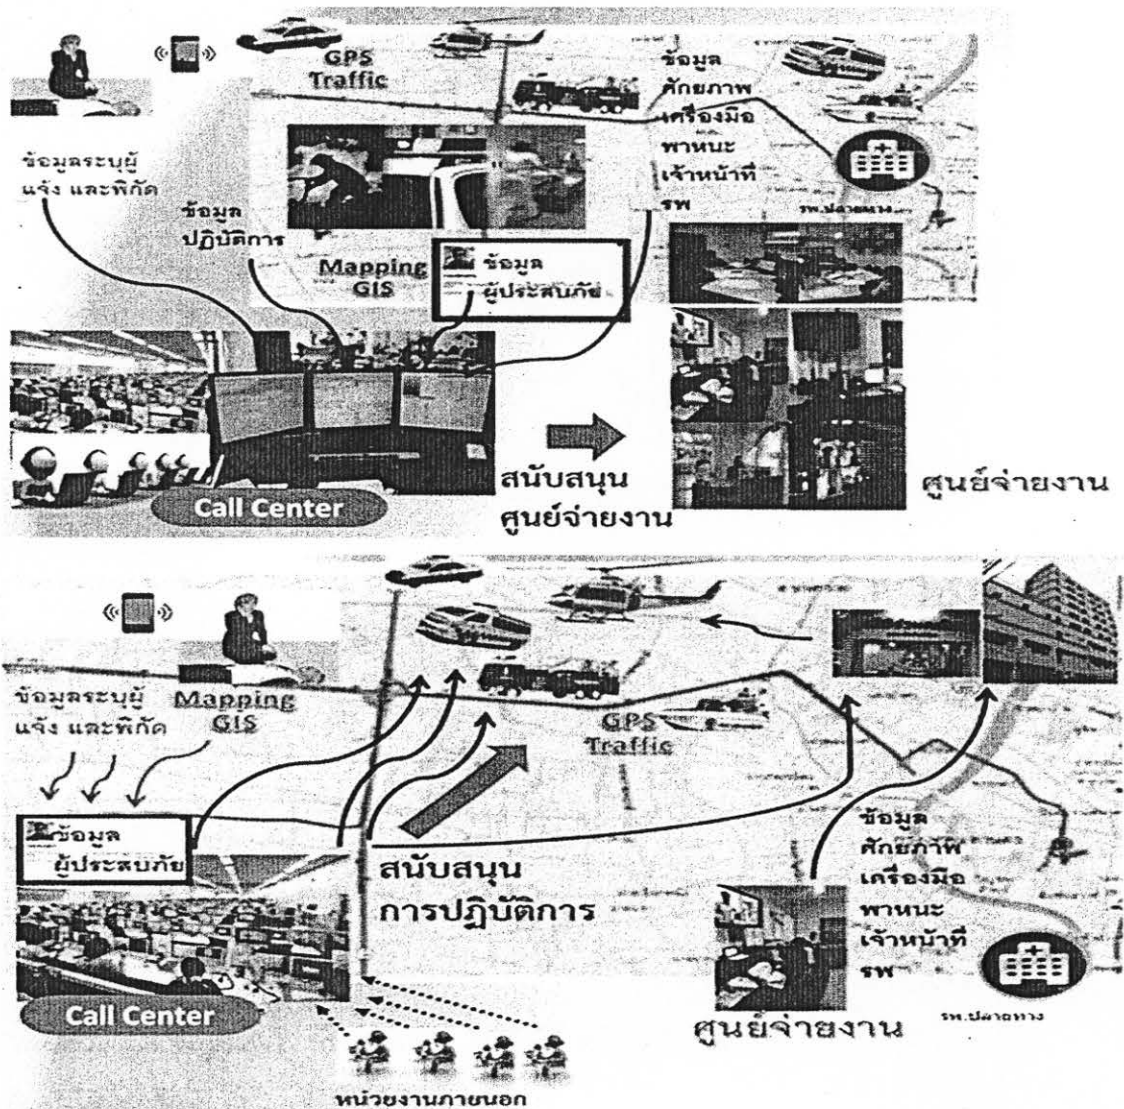 GPS
Traffic
ข้อมูล
ศักยภาพ
เครื่องมือ
พาหนะ
เจ้าหน้าที่
รพ
ข้อมูลระบุผู้
แจ้ง และพิกัด
ข้อมูล
ปฏิบัติการ
รพ.ปลายทาง
Mapping
GIS
ข้อมูล
ผู้ประสบภัย
Call Center
สนับสนุน
ศูนย์จ่ายงาน
ศูนย์จ่ายงาน
ข้อมูลระบุผู้
แจ้ง และพิกัด
Mapping
GIS
GPS
Traffic
ข้อมูล
ผู้ประสบภัย
สนับสนุน
การปฏิบัติการ
ข้อมูล
ศักยภาพ
เครื่องมือ
พาหนะ
เจ้าหน้าที่
รพ
Call Center
ศูนย์จ่ายงาน
รพ.ปลายทาง
หน่วยงานภายนอก